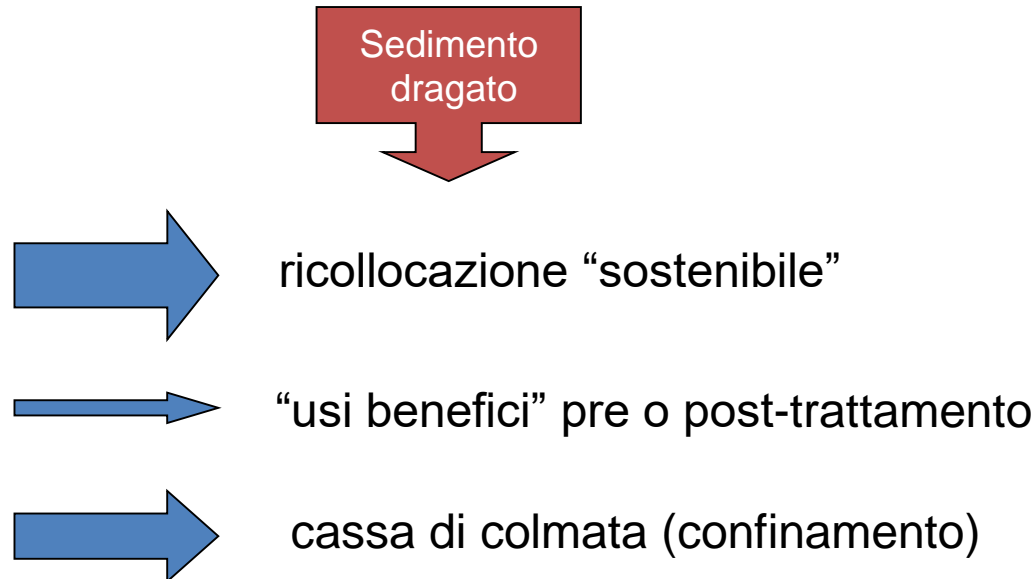 Sedimento
dragato
ricollocazione “sostenibile”
“usi benefici” pre o post-trattamento
cassa di colmata (confinamento)